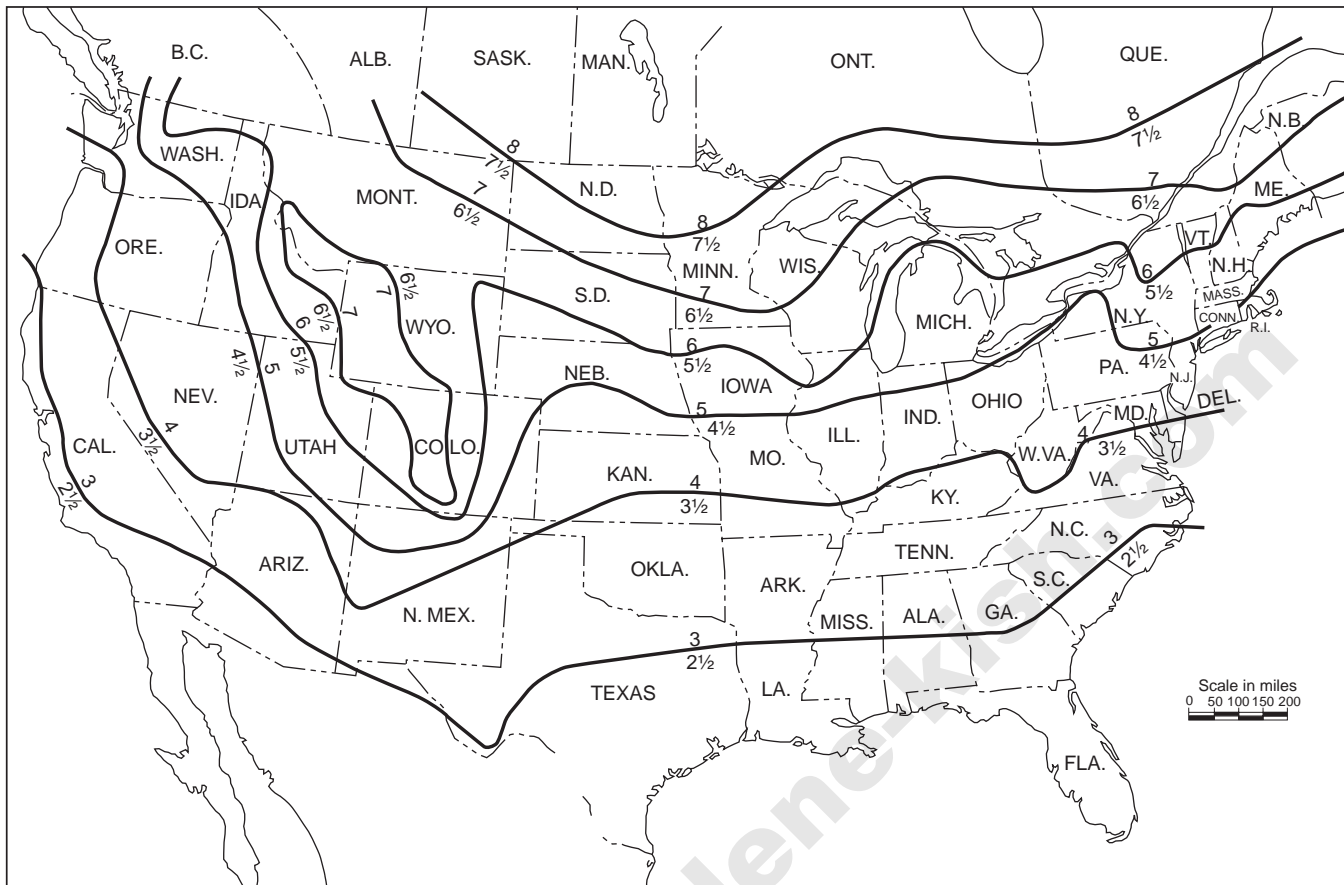 B.C.
ALB.
SASK.
MAN.
ONT.
QUE.
8
7½
N.B.
WASH.
8
7½
7
6½
IDA.
MONT.
N.D.
7
6½
ME.
ORE.
8
7½
MINN.
WIS.
VT.
N.H.
6
5½
MASS.
CONN.
R.I.
6½
7
S.D.
7
6½
WYO.
6½
7
6
5½
MICH.
N.Y.
5
4½
PA.
N.J.
NEV.
4½
5
NEB.
6
5½
IOWA
OHIO
IND.
ILL.
DEL.
MD.
4
3½
CAL.
4
3½
UTAH
COLO.
5
4½
MO.
KAN.
W.VA.
VA.
KY.
3
2½
4
3½
N.C.
3
2½
TENN.
ARIZ.
OKLA.
ARK.
S.C.
N. MEX.
MISS.
ALA.
GA.
3
2½
TEXAS
LA.
FLA.
Scale in miles
0 50 100 150 200
lene-kish.com